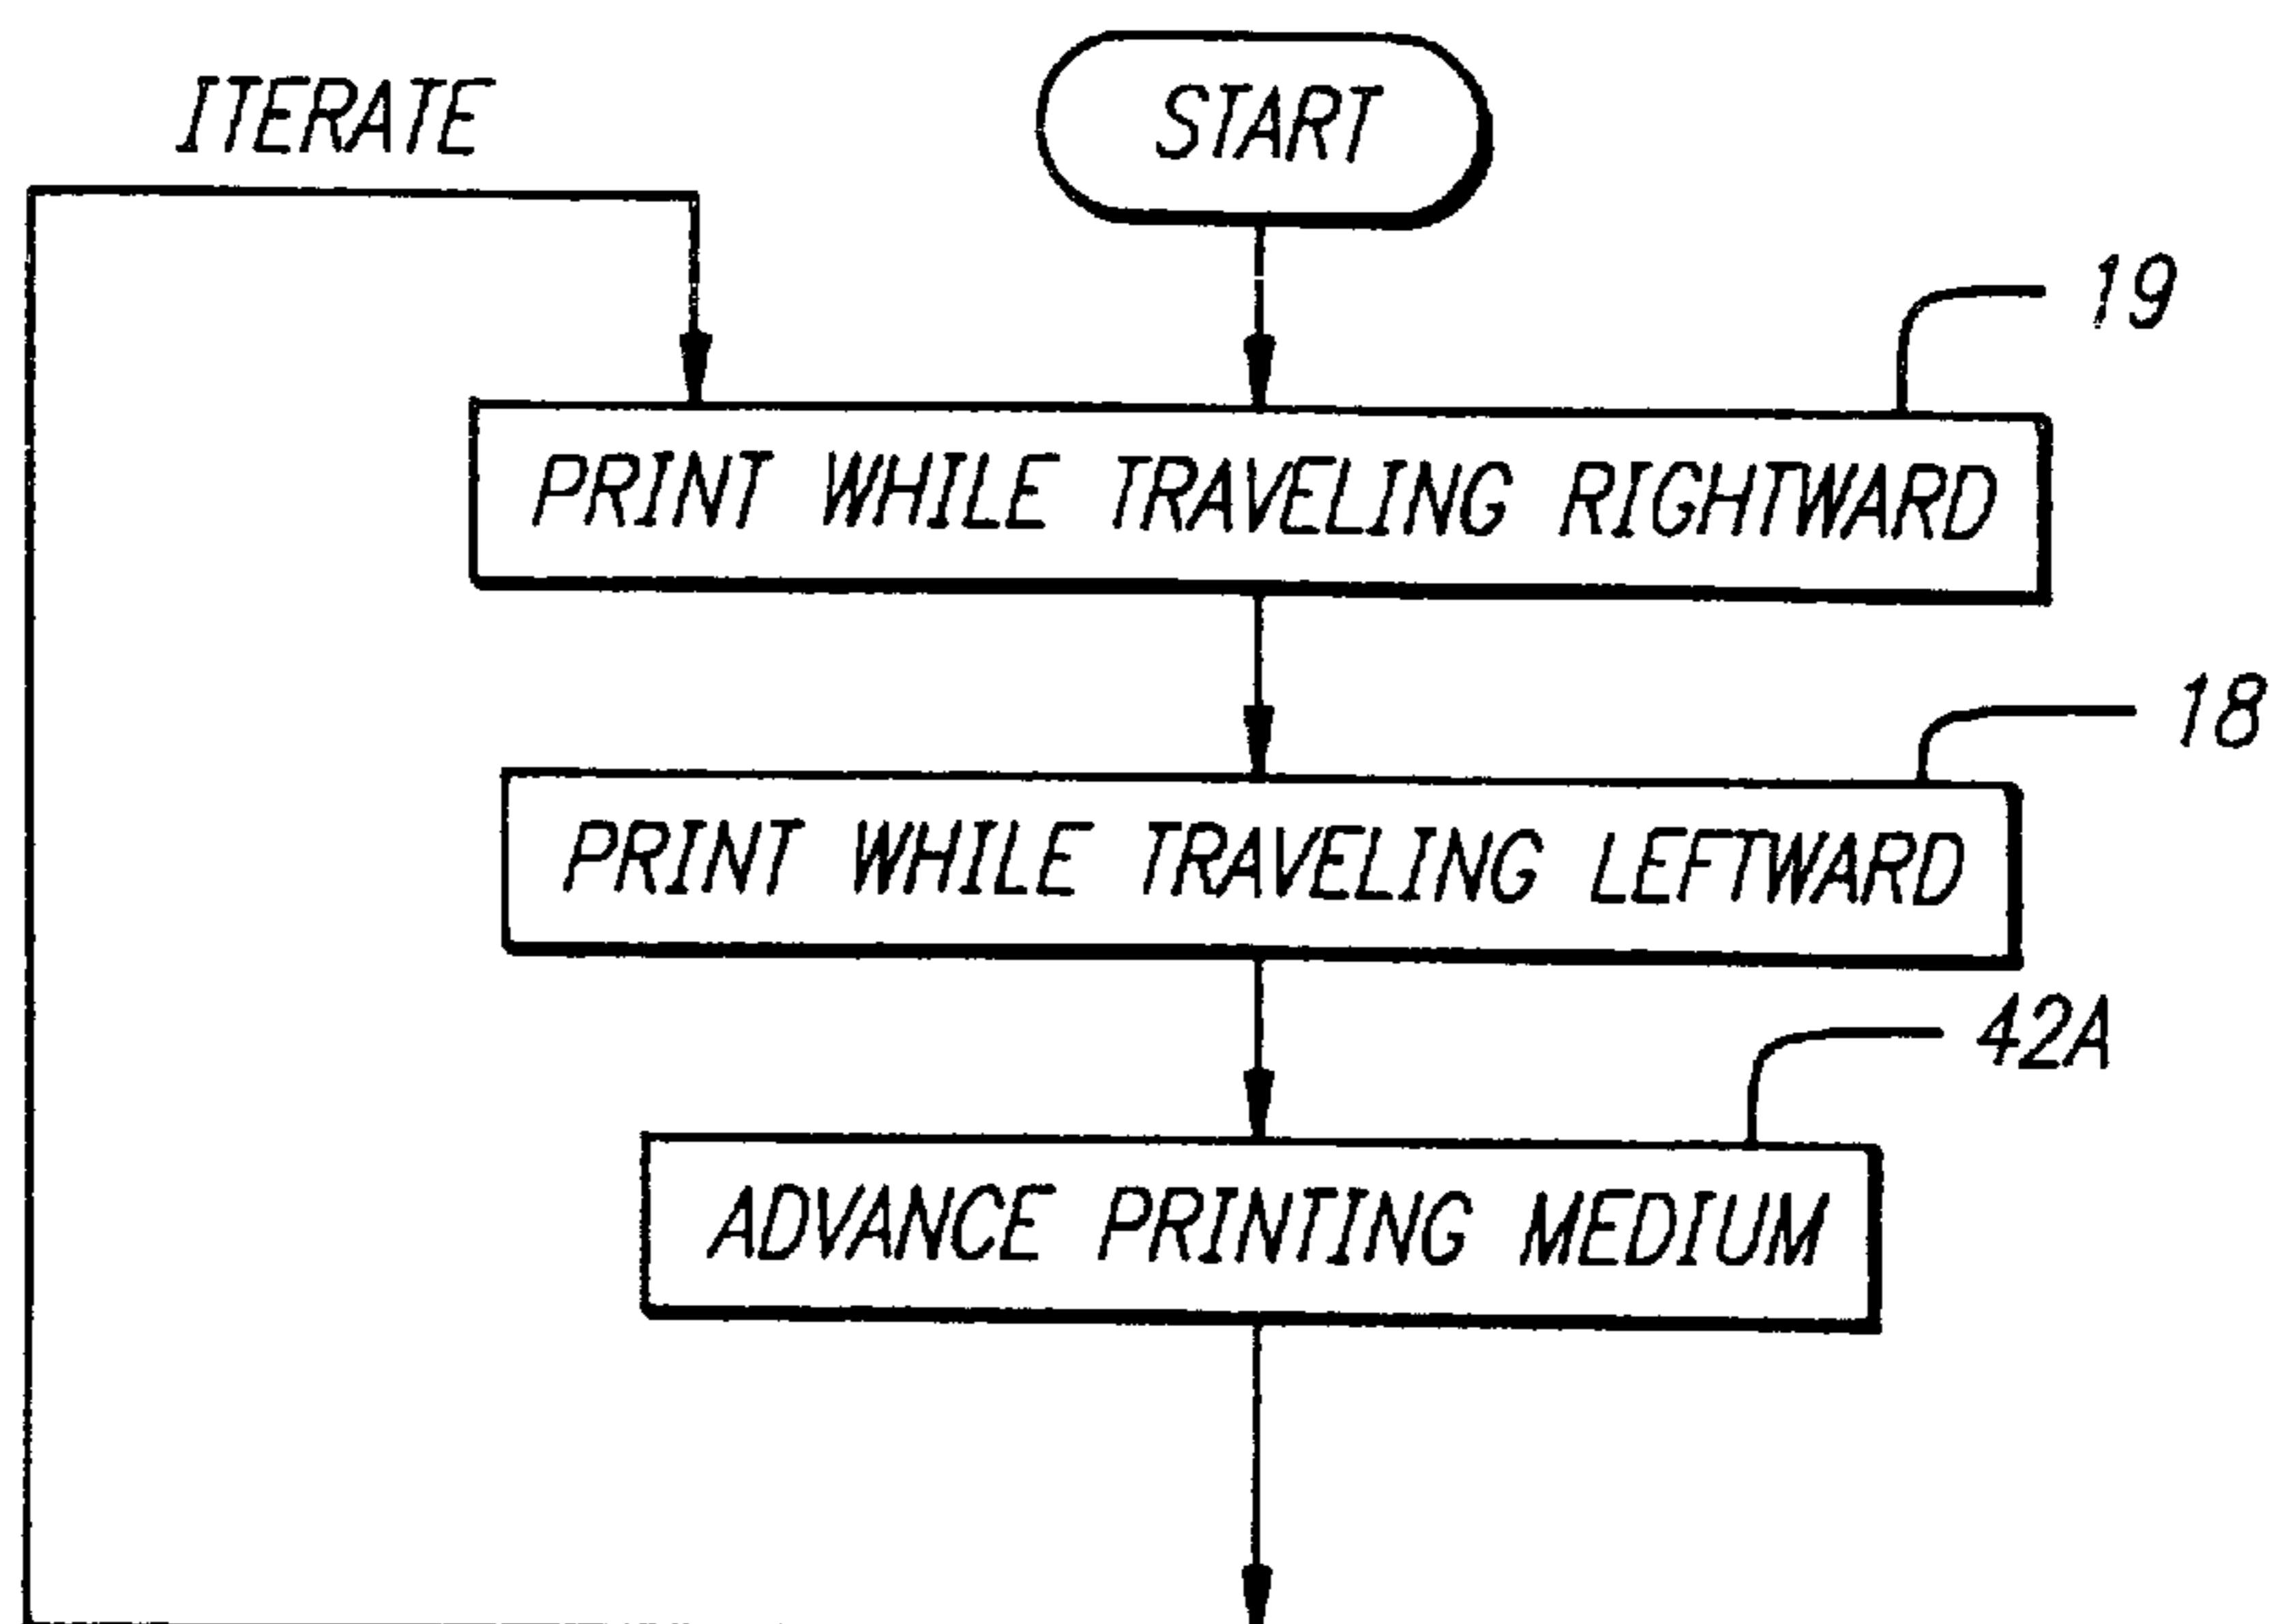 ITERATE
START
19
PRINT WHILE TRAVELING RIGHTWARD
18
PRINT WHILE TRAVELING LEFTWARD
42A
ADVANCE PRINTING MEDIUM